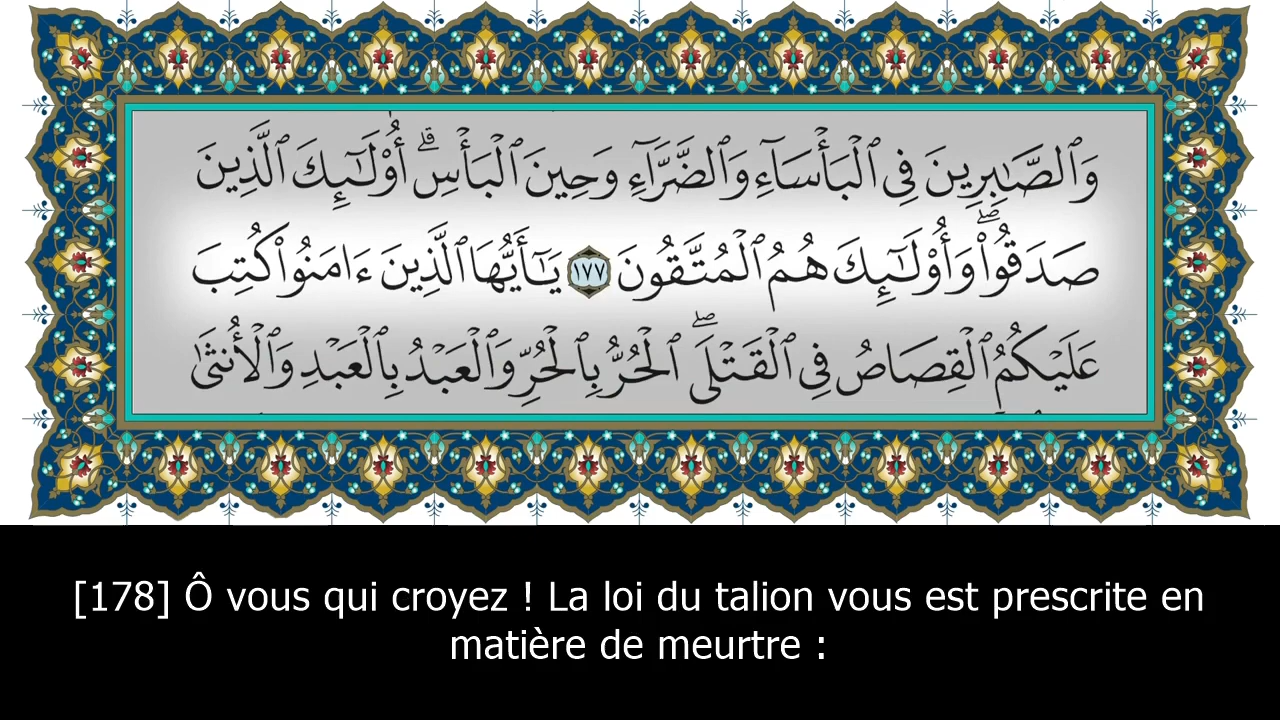 وَٱلصَّـٰبِرِينَ فِى ٱلْبَأْسَآءِ وَٱلضَّرَّآءِ وَحِينَ ٱلْبَأْسِ ۗ أُو۟لَـٰٓئِكَ ٱلَّذِينَ
صَدَقُوا۟ ۖ وَأُو۟لَـٰٓئِكَ هُمُ ٱلْمُتَّقُونَ ١٧٧ يَـٰٓأَيُّهَا ٱلَّذِينَ ءَامَنُوا۟ كُتِبَ
عَلَيْكُمُ ٱلْقِصَاصُ فِى ٱلْقَتْلَى ۖ ٱلْحُرُّ بِٱلْحُرِّ وَٱلْعَبْدُ بِٱلْعَبْدِ وَٱلْأُنثَىٰ
[178] Ô vous qui croyez ! La loi du talion vous est prescrite en
matière de meurtre :